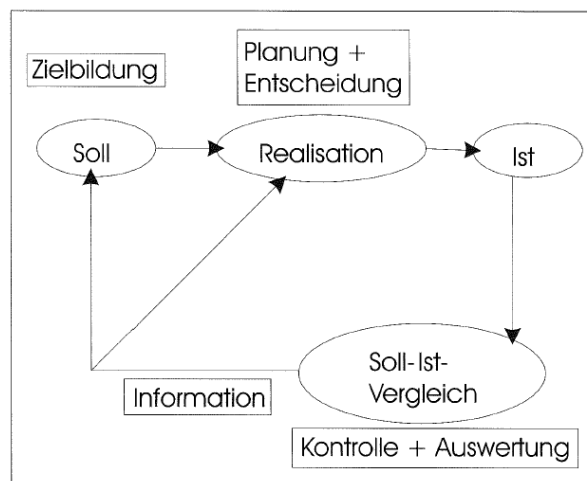 Zielbildung
Planung +
Entscheidung
Soll
Realisation
Ist
Soll-Ist-
Vergleich
Information
Kontrolle + Auswertung